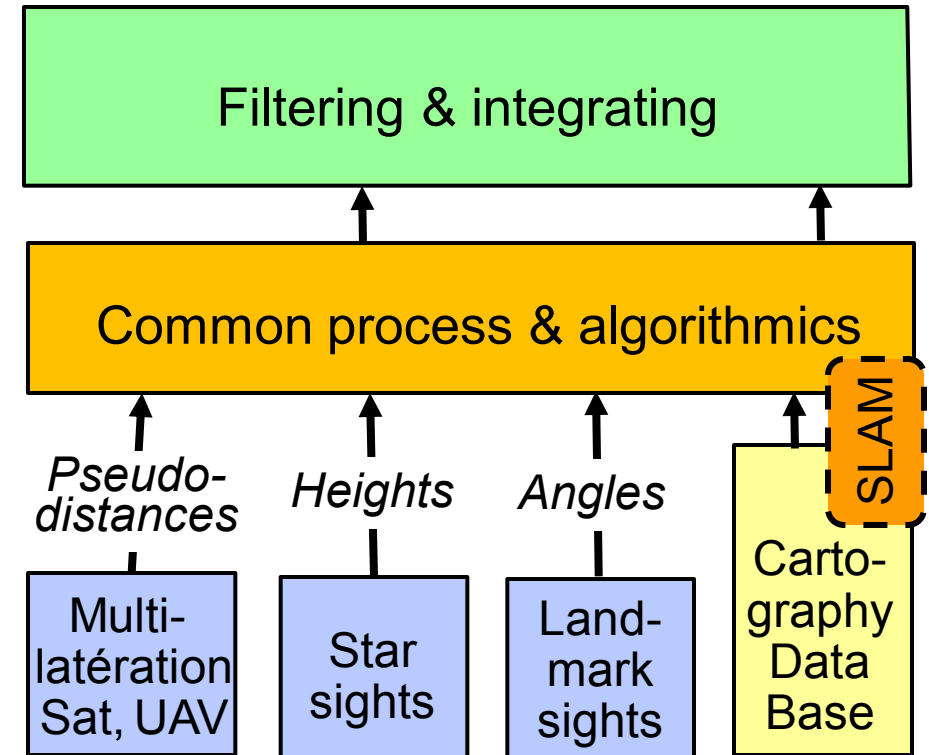 Filtering & integrating
Common process & algorithmics
SLAM
Pseudo-
distances
Heights
Angles
Multi-
latération
Sat, UAV
Star
sights
Land-
mark
sights
Carto-
graphy
Data
Base